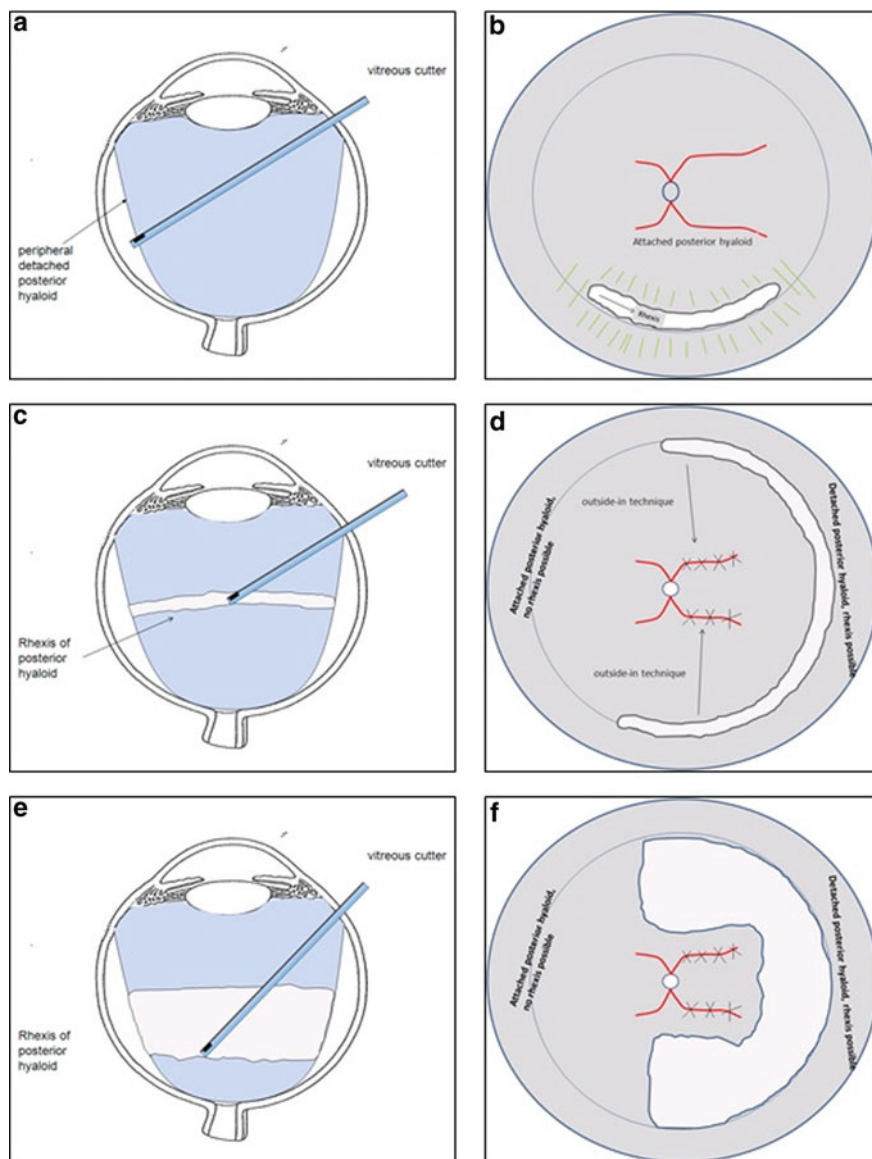 a
vitreous cutter
peripheral
detached
posterior
hyaloid
b
Attached posterior hyaloid
Rhexis
c
vitreous cutter
Rhexis of
posterior
hyaloid
d
outside-in technique
Attached posterior hyaloid,
no rhexis possible
Detached posterior hyaloid, rhexis possible
outside-in technique
e
vitreous cutter
Rhexis of
posterior
hyaloid
f
Attached posterior hyaloid,
no rhexis possible
Detached posterior hyaloid, rhexis possible